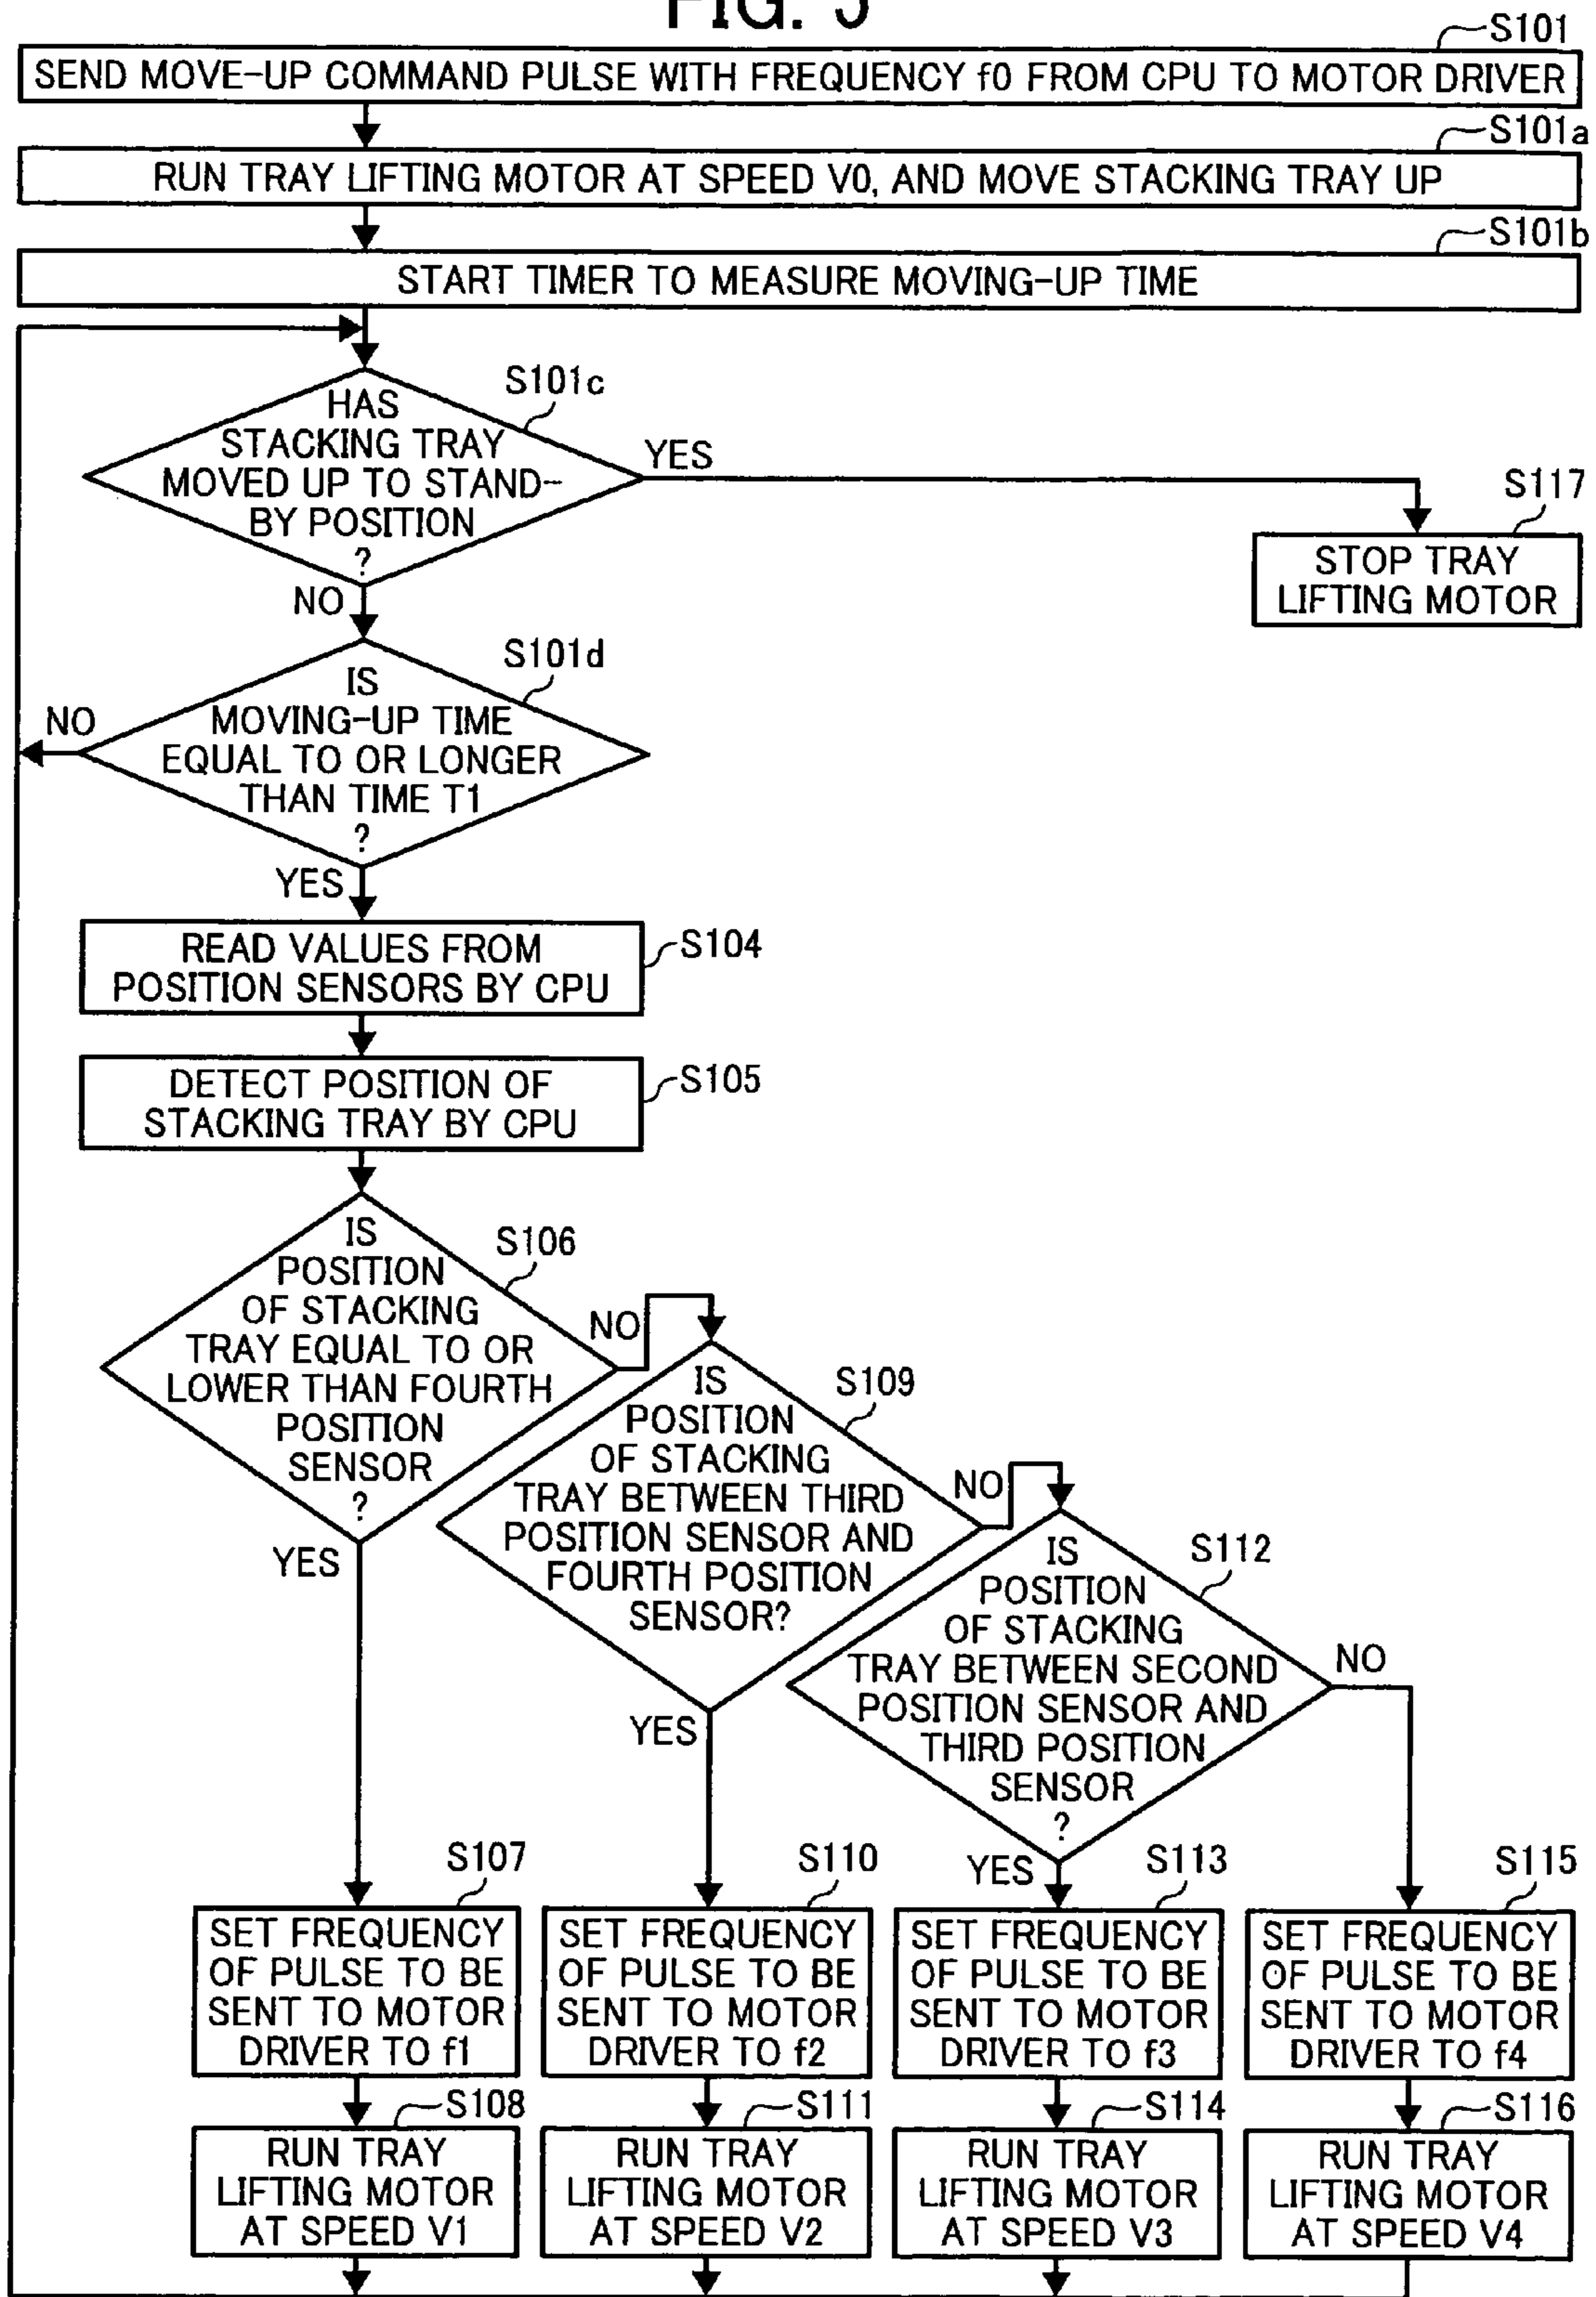 S101
SEND MOVE-UP COMMAND PULSE WITH FREQUENCY f0 FROM CPU TO MOTOR DRIVER
S101a
RUN TRAY LIFTING MOTOR AT SPEED V0, AND MOVE STACKING TRAY UP
S101b
START TIMER TO MEASURE MOVING-UP TIME
S101c
HAS
STACKING TRAY
MOVED UP TO STAND-
BY POSITION
?
YES
NO
S117
STOP TRAY
LIFTING MOTOR
S101d
IS
MOVING-UP TIME
EQUAL TO OR LONGER
THAN TIME T1
?
NO
YES
S104
READ VALUES FROM
POSITION SENSORS BY CPU
S105
DETECT POSITION OF
STACKING TRAY BY CPU
S106
IS
POSITION
OF STACKING
TRAY EQUAL TO OR
LOWER THAN FOURTH
POSITION
SENSOR
?
NO
YES
S109
IS
POSITION
OF STACKING
TRAY BETWEEN THIRD
POSITION SENSOR AND
FOURTH POSITION
SENSOR?
NO
YES
S112
IS
POSITION
OF STACKING
TRAY BETWEEN SECOND
POSITION SENSOR AND
THIRD POSITION
SENSOR
?
NO
YES
S107
SET FREQUENCY
OF PULSE TO BE
SENT TO MOTOR
DRIVER TO f1
S108
RUN TRAY
LIFTING MOTOR
AT SPEED V1
S110
SET FREQUENCY
OF PULSE TO BE
SENT TO MOTOR
DRIVER TO f2
S111
RUN TRAY
LIFTING MOTOR
AT SPEED V2
S113
SET FREQUENCY
OF PULSE TO BE
SENT TO MOTOR
DRIVER TO f3
S114
RUN TRAY
LIFTING MOTOR
AT SPEED V3
S115
SET FREQUENCY
OF PULSE TO BE
SENT TO MOTOR
DRIVER TO f4
S116
RUN TRAY
LIFTING MOTOR
AT SPEED V4